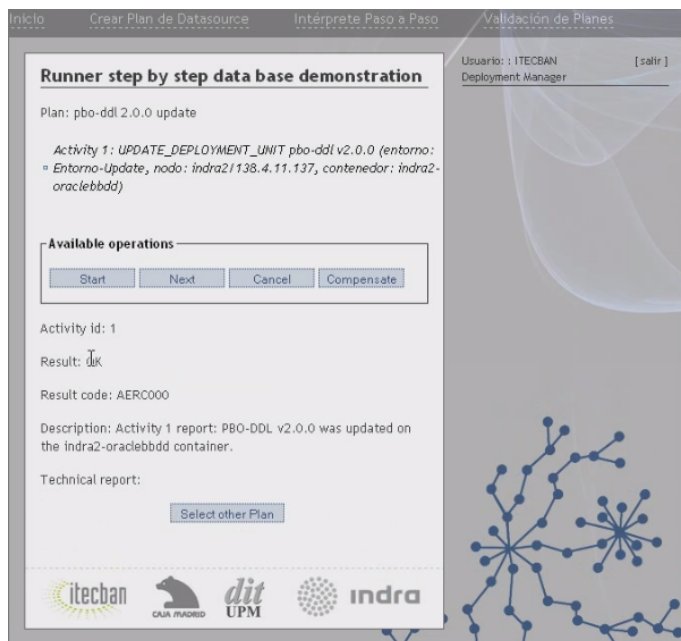 Inicio Crear Plan de Datasource Intérprete Paso a Paso Validación de Planes
Usuario: : ITECBAN [ salir ]
Deployment Manager
Runner step by step data base demonstration
Plan: pbo-ddl 2.0.0 update
Activity 1: UPDATE_DEPLOYMENT_UNIT pbo-ddl v2.0.0 (entorno:
Entorno-Update, nodo: indra2/138.4.11.137, contenedor: indra2-
oraclebbdd)
Available operations
Start Next Cancel Compensate
Activity id: 1
Result: OK
Result code: AERC000
Description: Activity 1 report: PBO-DDL v2.0.0 was updated on
the indra2-oraclebbdd container.
Technical report:
Select other Plan
itecban CAJA MADRID dit UPM indra